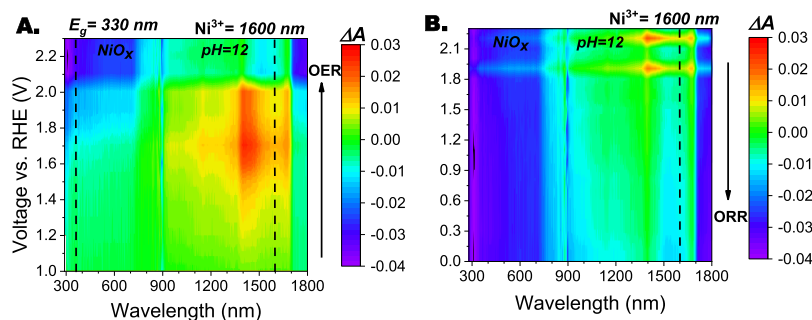 A.
E_g= 330 nm
Ni³⁺= 1600 nm
NiOₓ
pH=12
ΔA
2.2
2.0
1.8
1.6
1.4
1.2
1.0
Voltage vs. RHE (V)
300 600 900 1200 1500 1800
Wavelength (nm)
OER
0.03
0.02
0.01
0.00
-0.01
-0.02
-0.03
-0.04
B.
Ni³⁺=1600 nm
NiOₓ
pH=12
ΔA
2.1
1.8
1.5
1.2
0.9
0.6
0.3
0.0
300 600 900 1200 1500 1800
Wavelength (nm)
ORR
0.03
0.02
0.01
0.00
-0.01
-0.02
-0.03
-0.04